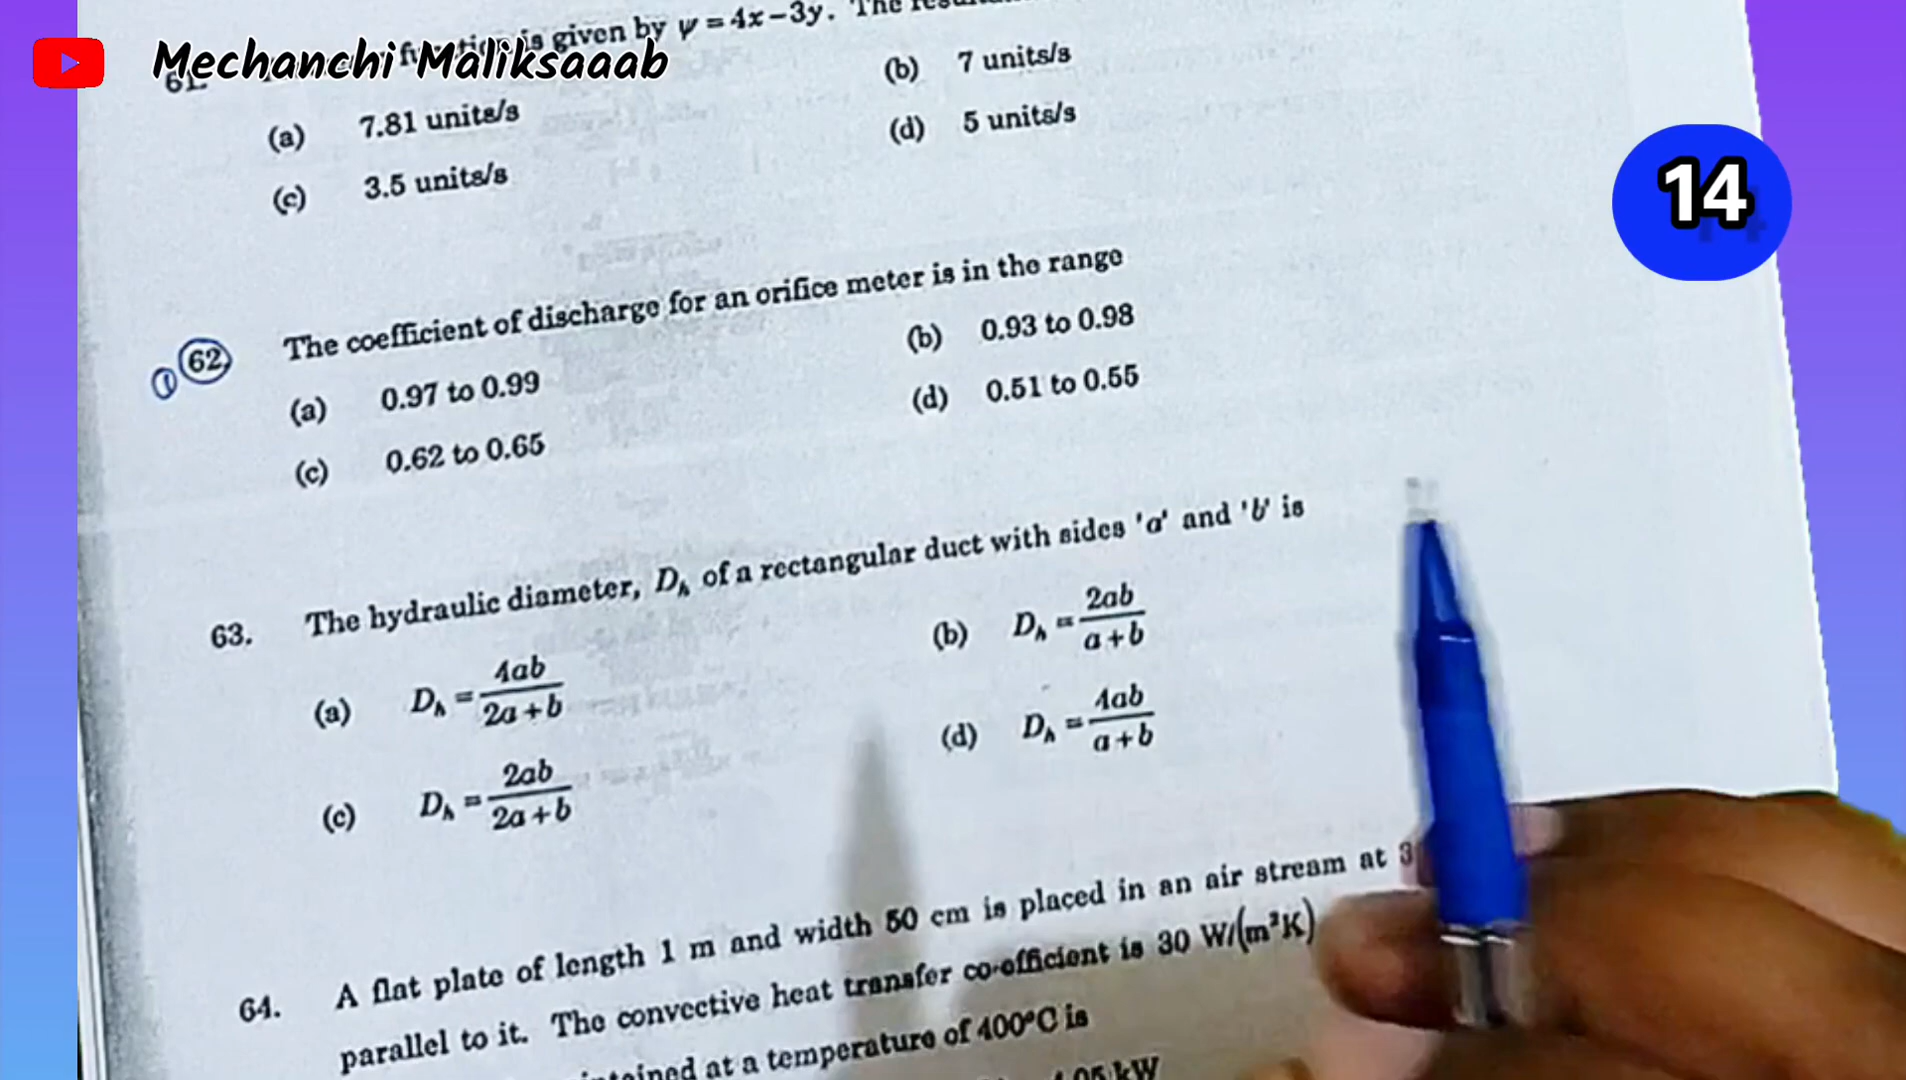 Mechanchi Maliksaaab
14
61. is given by ψ = 4x – 3y. The
(a) 7.81 units/s
(b) 7 units/s
(c) 3.5 units/s
(d) 5 units/s
① 62. The coefficient of discharge for an orifice meter is in the range
(a) 0.97 to 0.99
(b) 0.93 to 0.98
(c) 0.62 to 0.65
(d) 0.51 to 0.55
63. The hydraulic diameter, Dₕ of a rectangular duct with sides 'a' and 'b' is
(a) Dₕ = 4ab / 2a + b
(b) Dₕ = 2ab / a + b
(c) Dₕ = 2ab / 2a + b
(d) Dₕ = 4ab / a + b
64. A flat plate of length 1 m and width 50 cm is placed in an air stream at 3
parallel to it. The convective heat transfer co-efficient is 30 W/(m²K)
at a temperature of 400°C is
kW